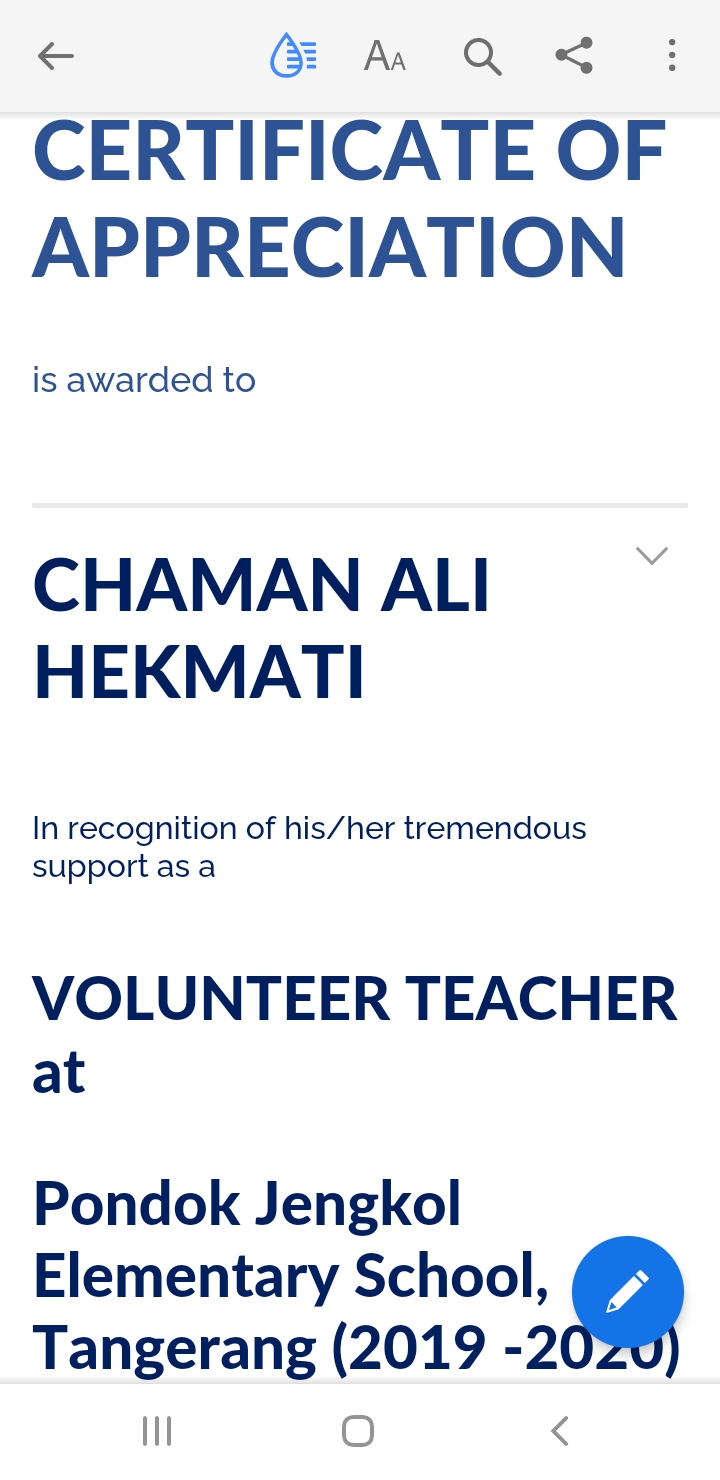 CERTIFICATE OF
APPRECIATION
is awarded to
CHAMAN ALI
HEKMATI
In recognition of his/her tremendous
support as a
VOLUNTEER TEACHER
at
Pondok Jengkol
Elementary School,
Tangerang (2019 -2020)